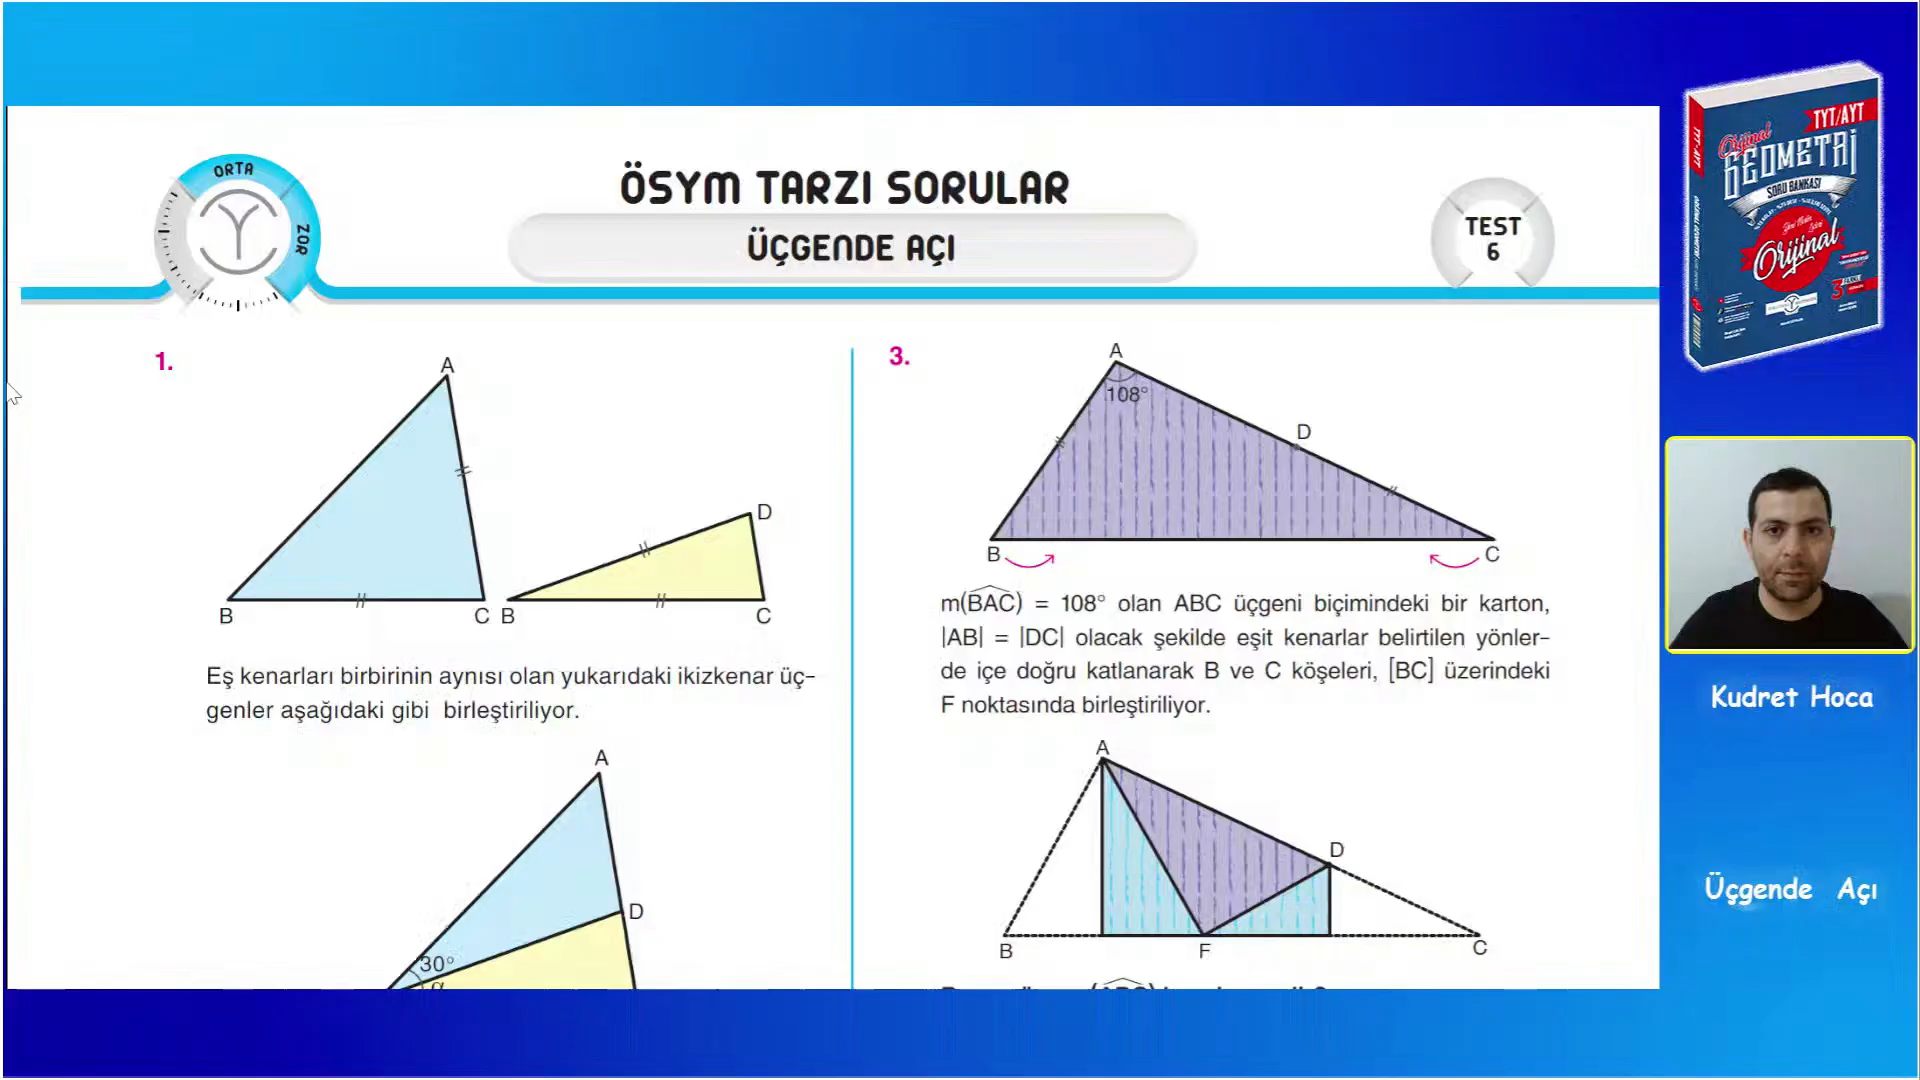 ORTA
ZOR
ÖSYM TARZI SORULAR
ÜÇGENDE AÇI
TEST
6
1.
A
B
C
B
D
C
Eş kenarları birbirinin aynısı olan yukarıdaki ikizkenar üç-
genler aşağıdaki gibi birleştiriliyor.
A
D
30°
α
3.
A
108°
D
B
C
m(BAC) = 108° olan ABC üçgeni biçimindeki bir karton,
|AB| = |DC| olacak şekilde eşit kenarlar belirtilen yönler-
de içe doğru katlanarak B ve C köşeleri, [BC] üzerindeki
F noktasında birleştiriliyor.
A
D
B
F
C
TYT/AYT
Orijinal
GEOMETRİ
SORU BANKASI
Orijinal
Kudret Hoca
Üçgende Açı